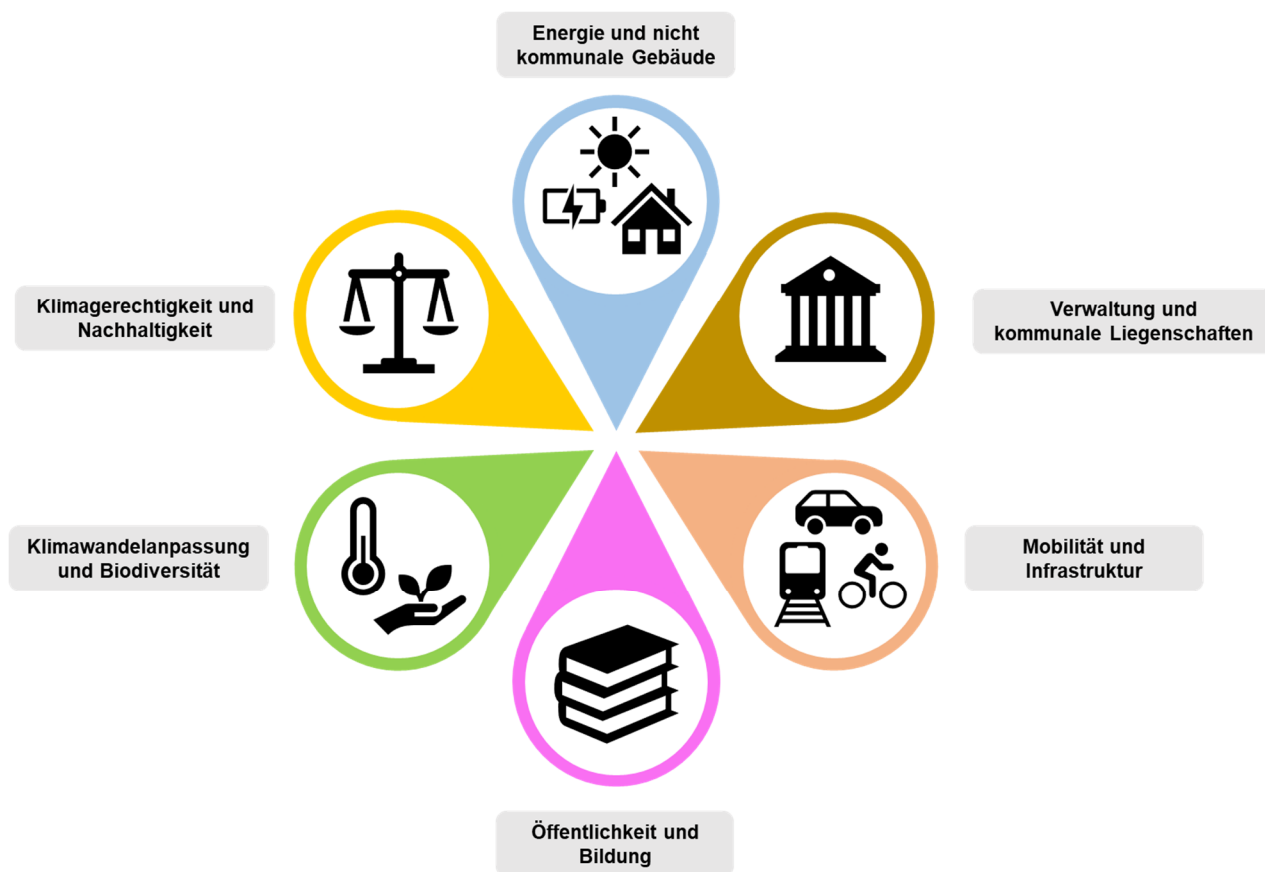 Energie und nicht
kommunale Gebäude
Klimagerechtigkeit und
Nachhaltigkeit
Verwaltung und
kommunale Liegenschaften
Klimawandelanpassung
und Biodiversität
Mobilität und
Infrastruktur
Öffentlichkeit und
Bildung